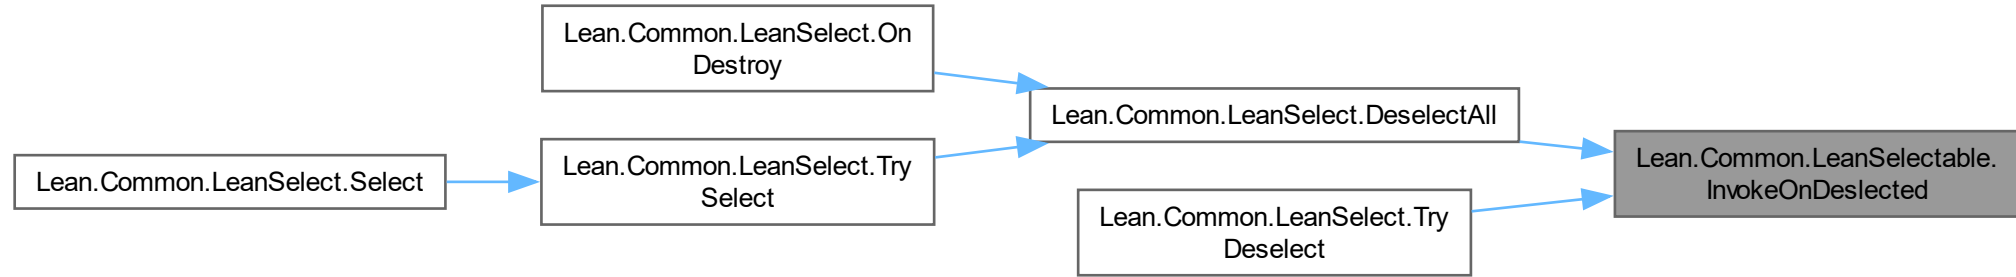 Lean.Common.LeanSelect.On
Destroy
Lean.Common.LeanSelect.DeselectAll
Lean.Common.LeanSelectable.
InvokeOnDeslected
Lean.Common.LeanSelect.Try
Select
Lean.Common.LeanSelect.Select
Lean.Common.LeanSelect.Try
Deselect